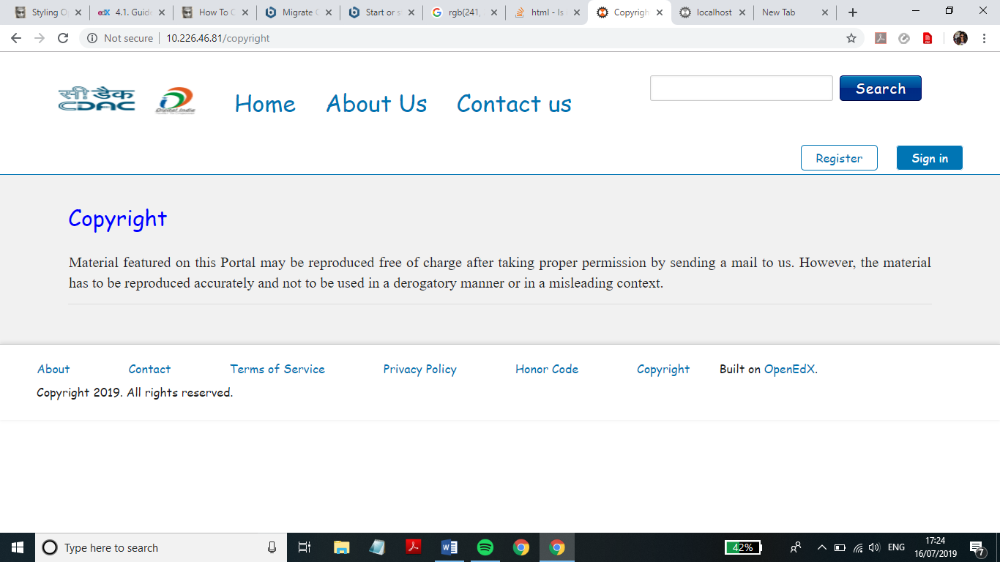 Styling Op
edX 4.1. Guide
How To C
Migrate C
Start or s
rgb(241,
html - Is
Copyrigh
localhost
New Tab
Not secure 10.226.46.81/copyright
सी डैक
CDAC
Digital India
Home About Us Contact us
Search
Register Sign in
Copyright
Material featured on this Portal may be reproduced free of charge after taking proper permission by sending a mail to us. However, the material
has to be reproduced accurately and not to be used in a derogatory manner or in a misleading context.
About Contact Terms of Service Privacy Policy Honor Code Copyright Built on OpenEdX.
Copyright 2019. All rights reserved.
Type here to search
42%
ENG
17:24
16/07/2019
7